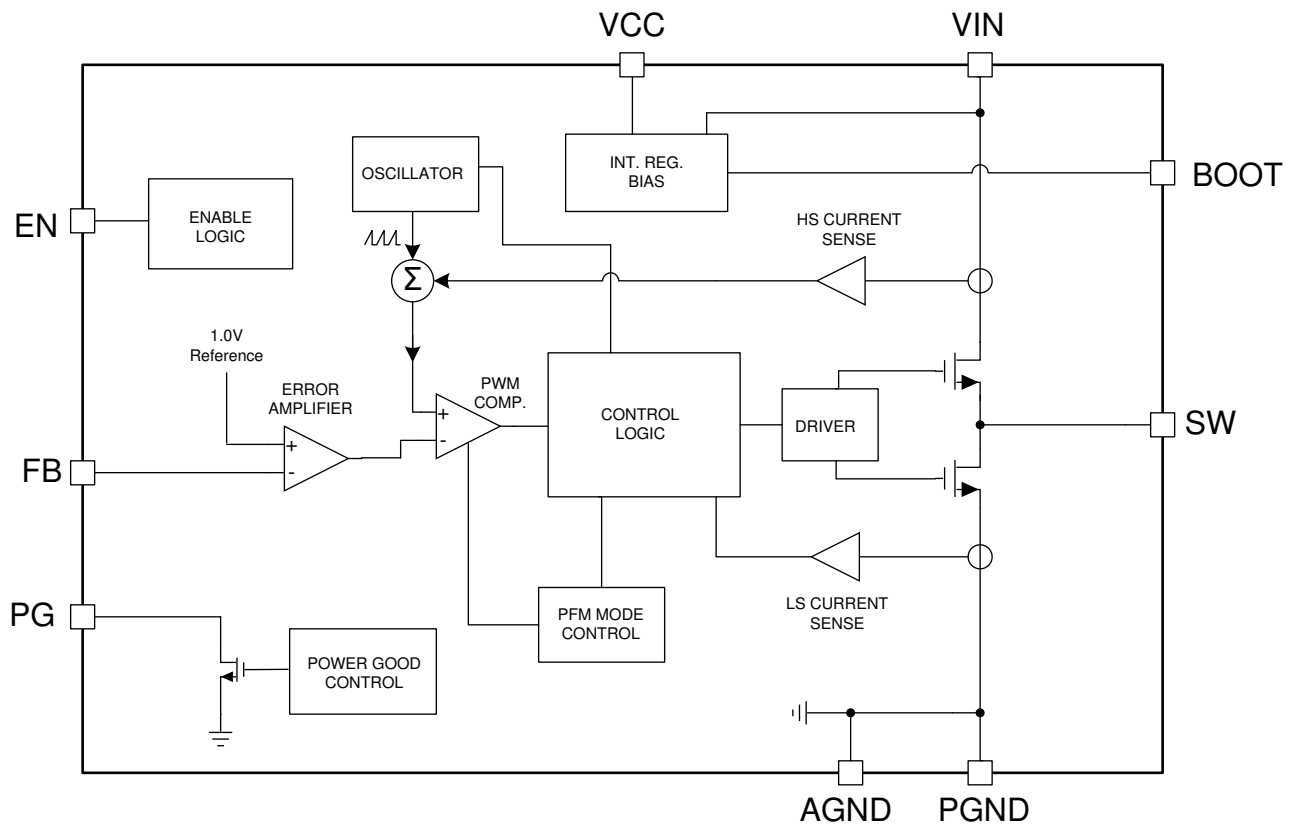 VCC
VIN
OSCILLATOR
INT. REG.
BIAS
BOOT
EN
ENABLE
LOGIC
HS CURRENT
SENSE
Σ
1.0V
Reference
ERROR
AMPLIFIER
PWM
COMP.
+
-
+
-
CONTROL
LOGIC
DRIVER
SW
FB
PG
PFM MODE
CONTROL
LS CURRENT
SENSE
POWER GOOD
CONTROL
AGND
PGND